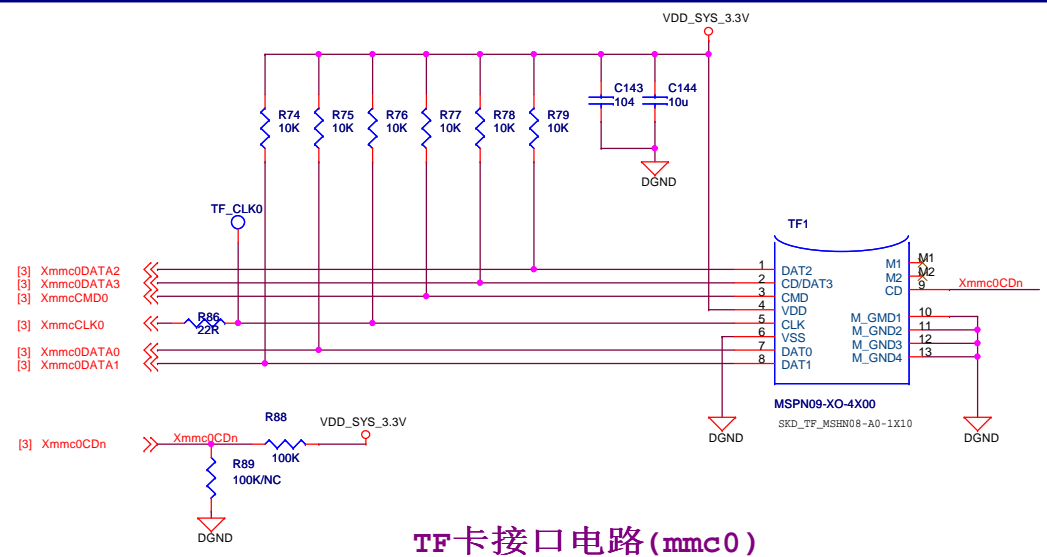 VDD_SYS_3.3V
R74
10K
R75
10K
R76
10K
R77
10K
R78
10K
R79
10K
C143
104
C144
10u
DGND
TF_CLK0
TF1
[3] Xmmc0DATA2
[3] Xmmc0DATA3
[3] XmmcCMD0
[3] XmmcCLK0
[3] Xmmc0DATA0
[3] Xmmc0DATA1
R86
22R
1 DAT2
2 CD/DAT3
3 CMD
4 VDD
5 CLK
6 VSS
7 DAT0
8 DAT1
M1 M1
M2 M2
CD 9 Xmmc0CDn
M_GMD1 10
M_GND2 11
M_GND3 12
M_GND4 13
MSPN09-XO-4X00
SKD_TF_MSHN08-A0-1X10
DGND
DGND
[3] Xmmc0CDn
Xmmc0CDn
R88
100K
VDD_SYS_3.3V
R89
100K/NC
DGND
TF卡接口电路(mmc0)